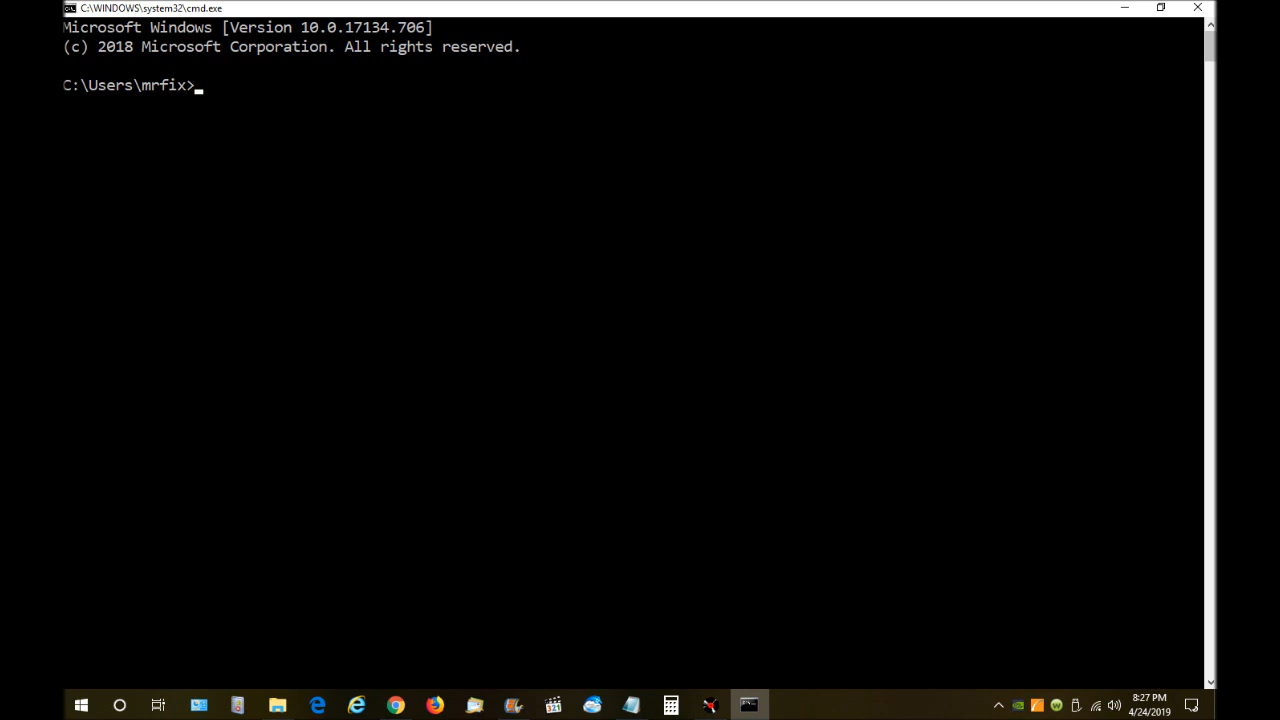 C:\WINDOWS\system32\cmd.exe
Microsoft Windows [Version 10.0.17134.706]
(c) 2018 Microsoft Corporation. All rights reserved.
C:\Users\mrfix>
8:27 PM
4/24/2019